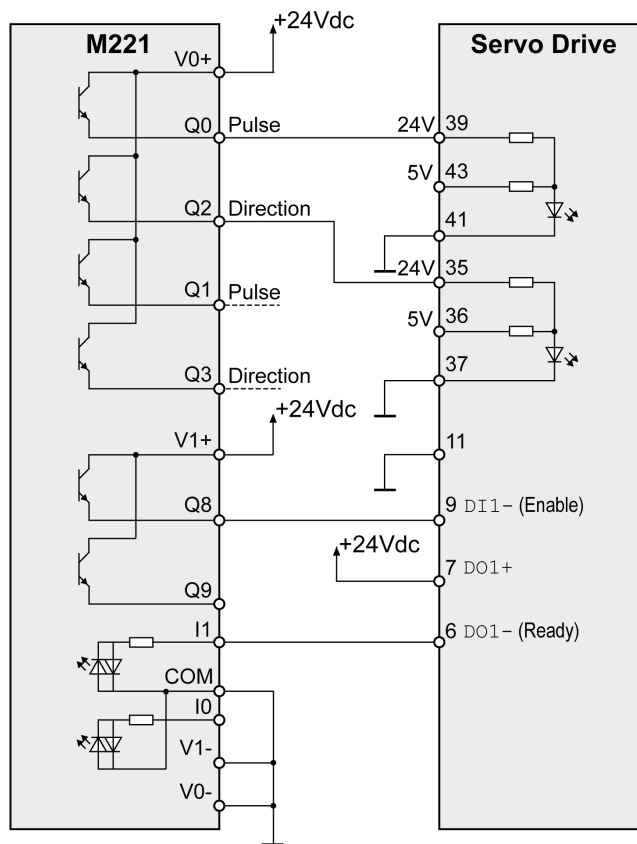 +24Vdc
M221
Servo Drive
V0+
Q0 Pulse
24V 39
5V 43
Q2 Direction
41
24V 35
Q1 Pulse
5V 36
37
Q3 Direction
+24Vdc
V1+
11
Q8
9 DI1- (Enable)
+24Vdc
7 DO1+
Q9
I1
6 DO1- (Ready)
COM
I0
V1-
V0-